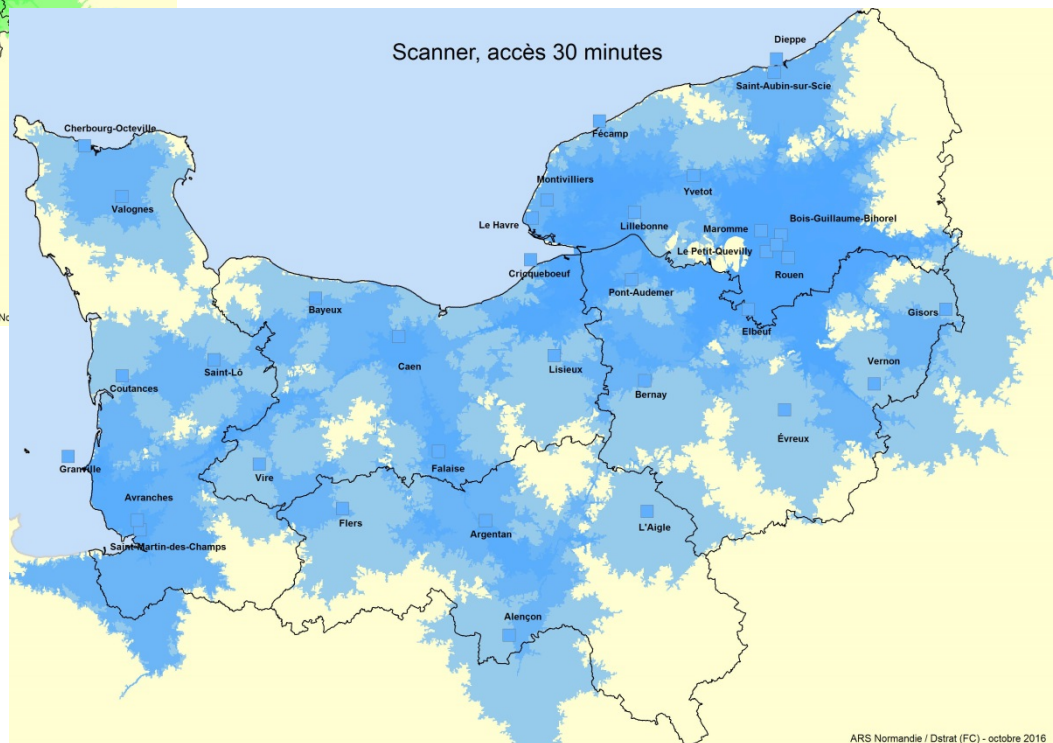 Scanner, accès 30 minutes
Dieppe
Saint-Aubin-sur-Scie
Cherbourg-Octeville
Fécamp
Montivilliers
Yvetot
Valognes
Le Havre
Lillebonne
Maromme
Bois-Guillaume-Bihorel
Le Petit-Quevilly
Rouen
Cricqueboeuf
Pont-Audemer
Bayeux
Gisors
Elbeuf
Caen
Lisieux
Vernon
Saint-Lô
Coutances
Bernay
Évreux
Granville
Vire
Falaise
Avranches
Flers
Argentan
L'Aigle
Saint-Martin-des-Champs
Alençon
ARS Normandie / Dstrat (FC) - octobre 2016